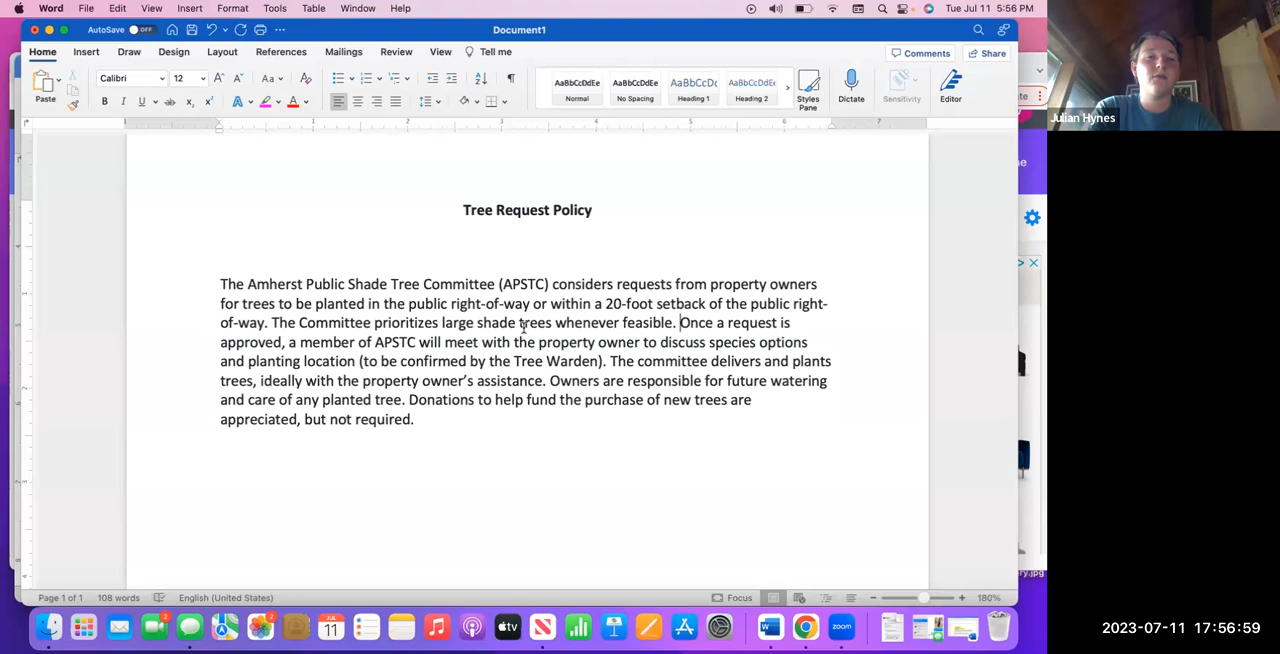 Word File Edit View Insert Format Tools Table Window Help Tue Jul 11 5:56 PM
AutoSave OFF Document1
Home Insert Draw Design Layout References Mailings Review View Tell me Comments Share
Paste Calibri 12 AaBbCcDdEe Normal AaBbCcDdEe No Spacing AaBbCcDc Heading 1 AaBbCcDdEe Heading 2 Styles Pane Dictate Sensitivity Editor
Julian Hynes
Tree Request Policy
The Amherst Public Shade Tree Committee (APSTC) considers requests from property owners
for trees to be planted in the public right-of-way or within a 20-foot setback of the public right-
of-way. The Committee prioritizes large shade trees whenever feasible. Once a request is
approved, a member of APSTC will meet with the property owner to discuss species options
and planting location (to be confirmed by the Tree Warden). The committee delivers and plants
trees, ideally with the property owner's assistance. Owners are responsible for future watering
and care of any planted tree. Donations to help fund the purchase of new trees are
appreciated, but not required.
Page 1 of 1 108 words English (United States) Focus 180%
JUL 11 tv zoom
2023-07-11 17:56:59